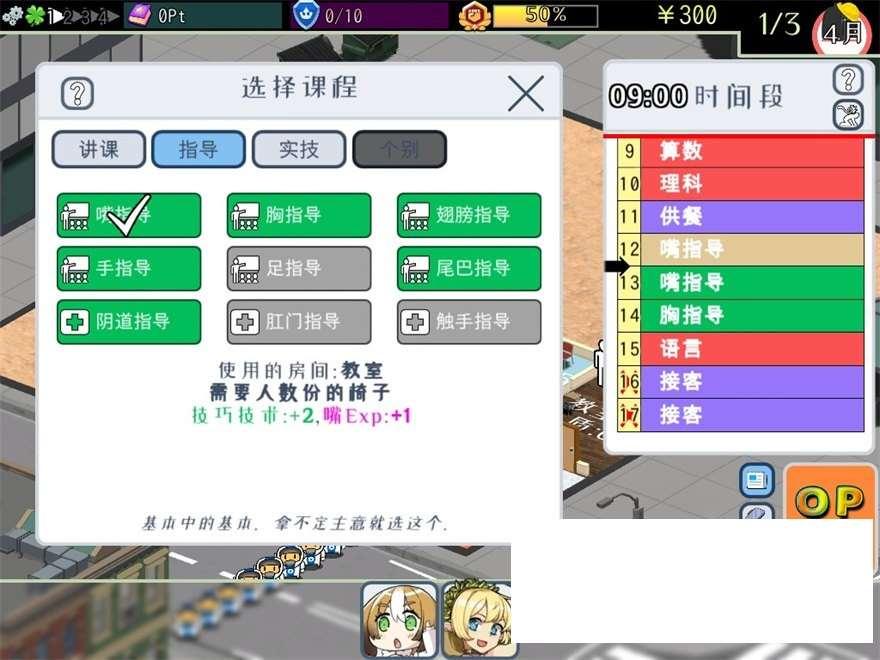 1 2 3 4 0Pt 0/10 50% ￥300 1/3 4月
选择课程
讲课 指导 实技 个别
嘴指导 胸指导 翅膀指导
手指导 足指导 尾巴指导
阴道指导 肛门指导 触手指导
使用的房间:教室
需要人数份的椅子
技巧技术:+2,嘴Exp:+1
基本中的基本．拿不定主意就选这个．
09:00时间段
9 算数
10 理科
11 供餐
12 嘴指导
13 嘴指导
14 胸指导
15 语言
16 接客
17 接客
OP